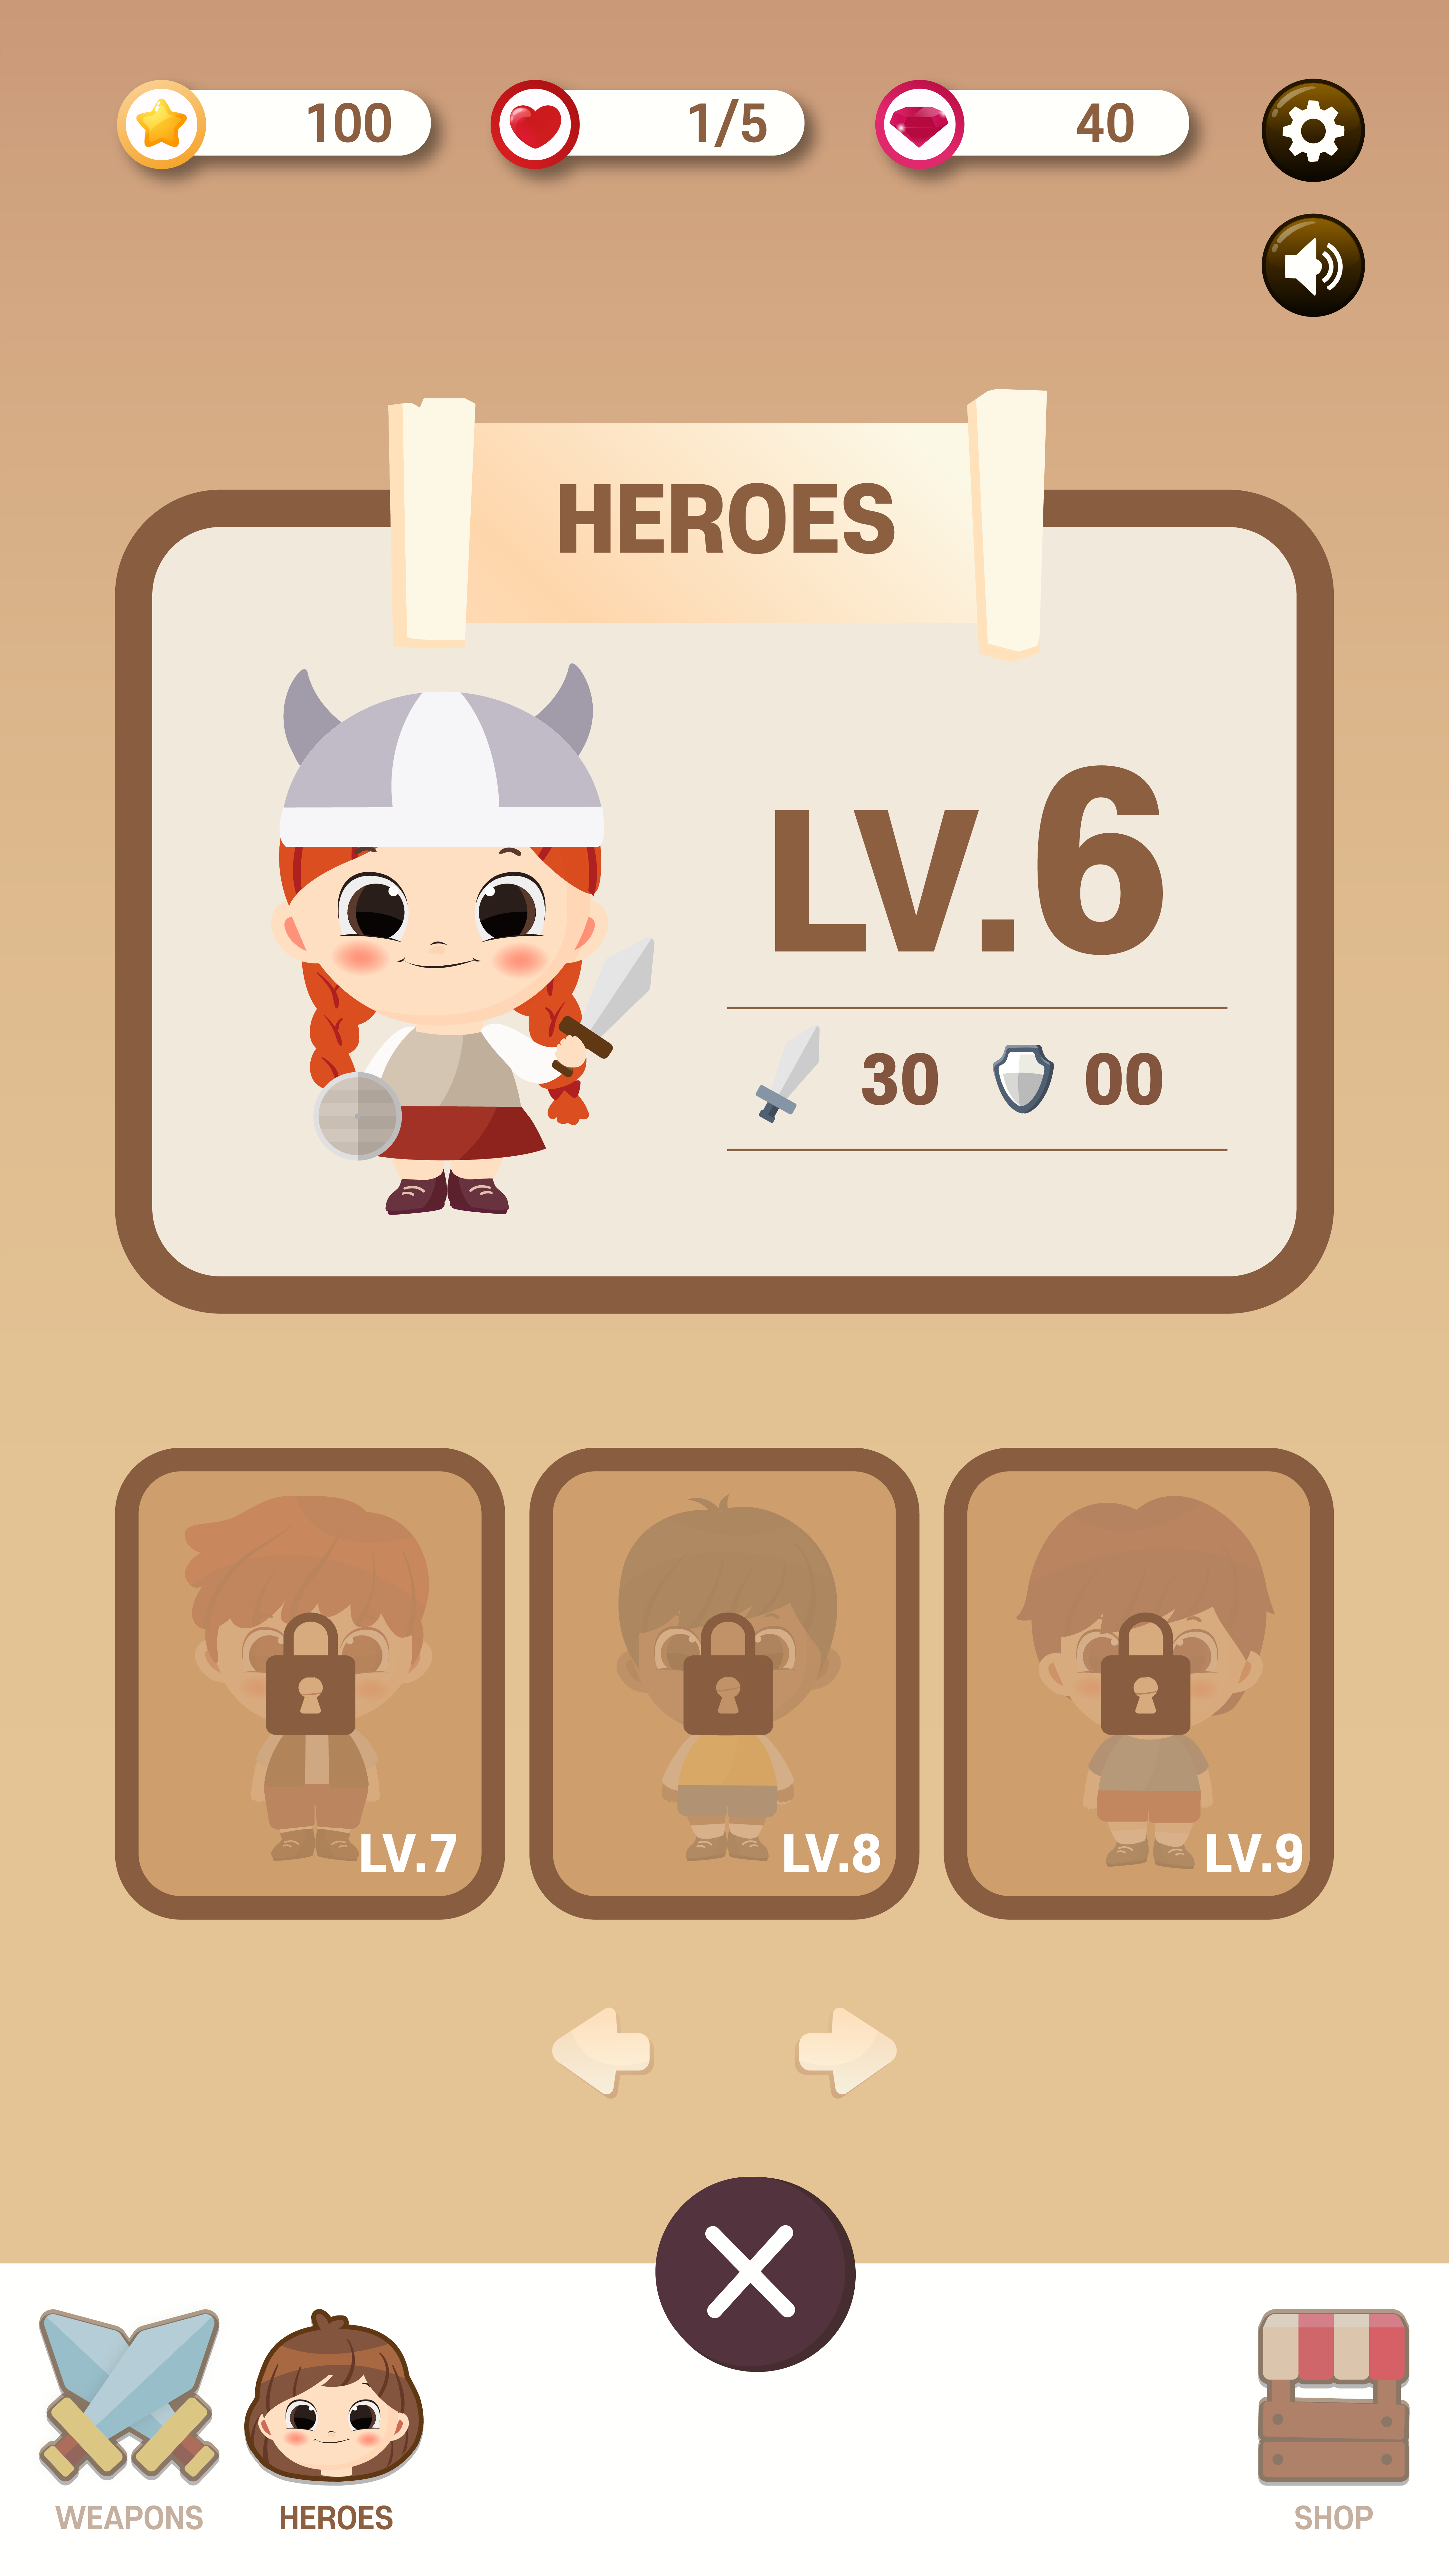 100 1/5 40
HEROES
LV.6
30 00
LV.7 LV.8 LV.9
WEAPONS HEROES SHOP